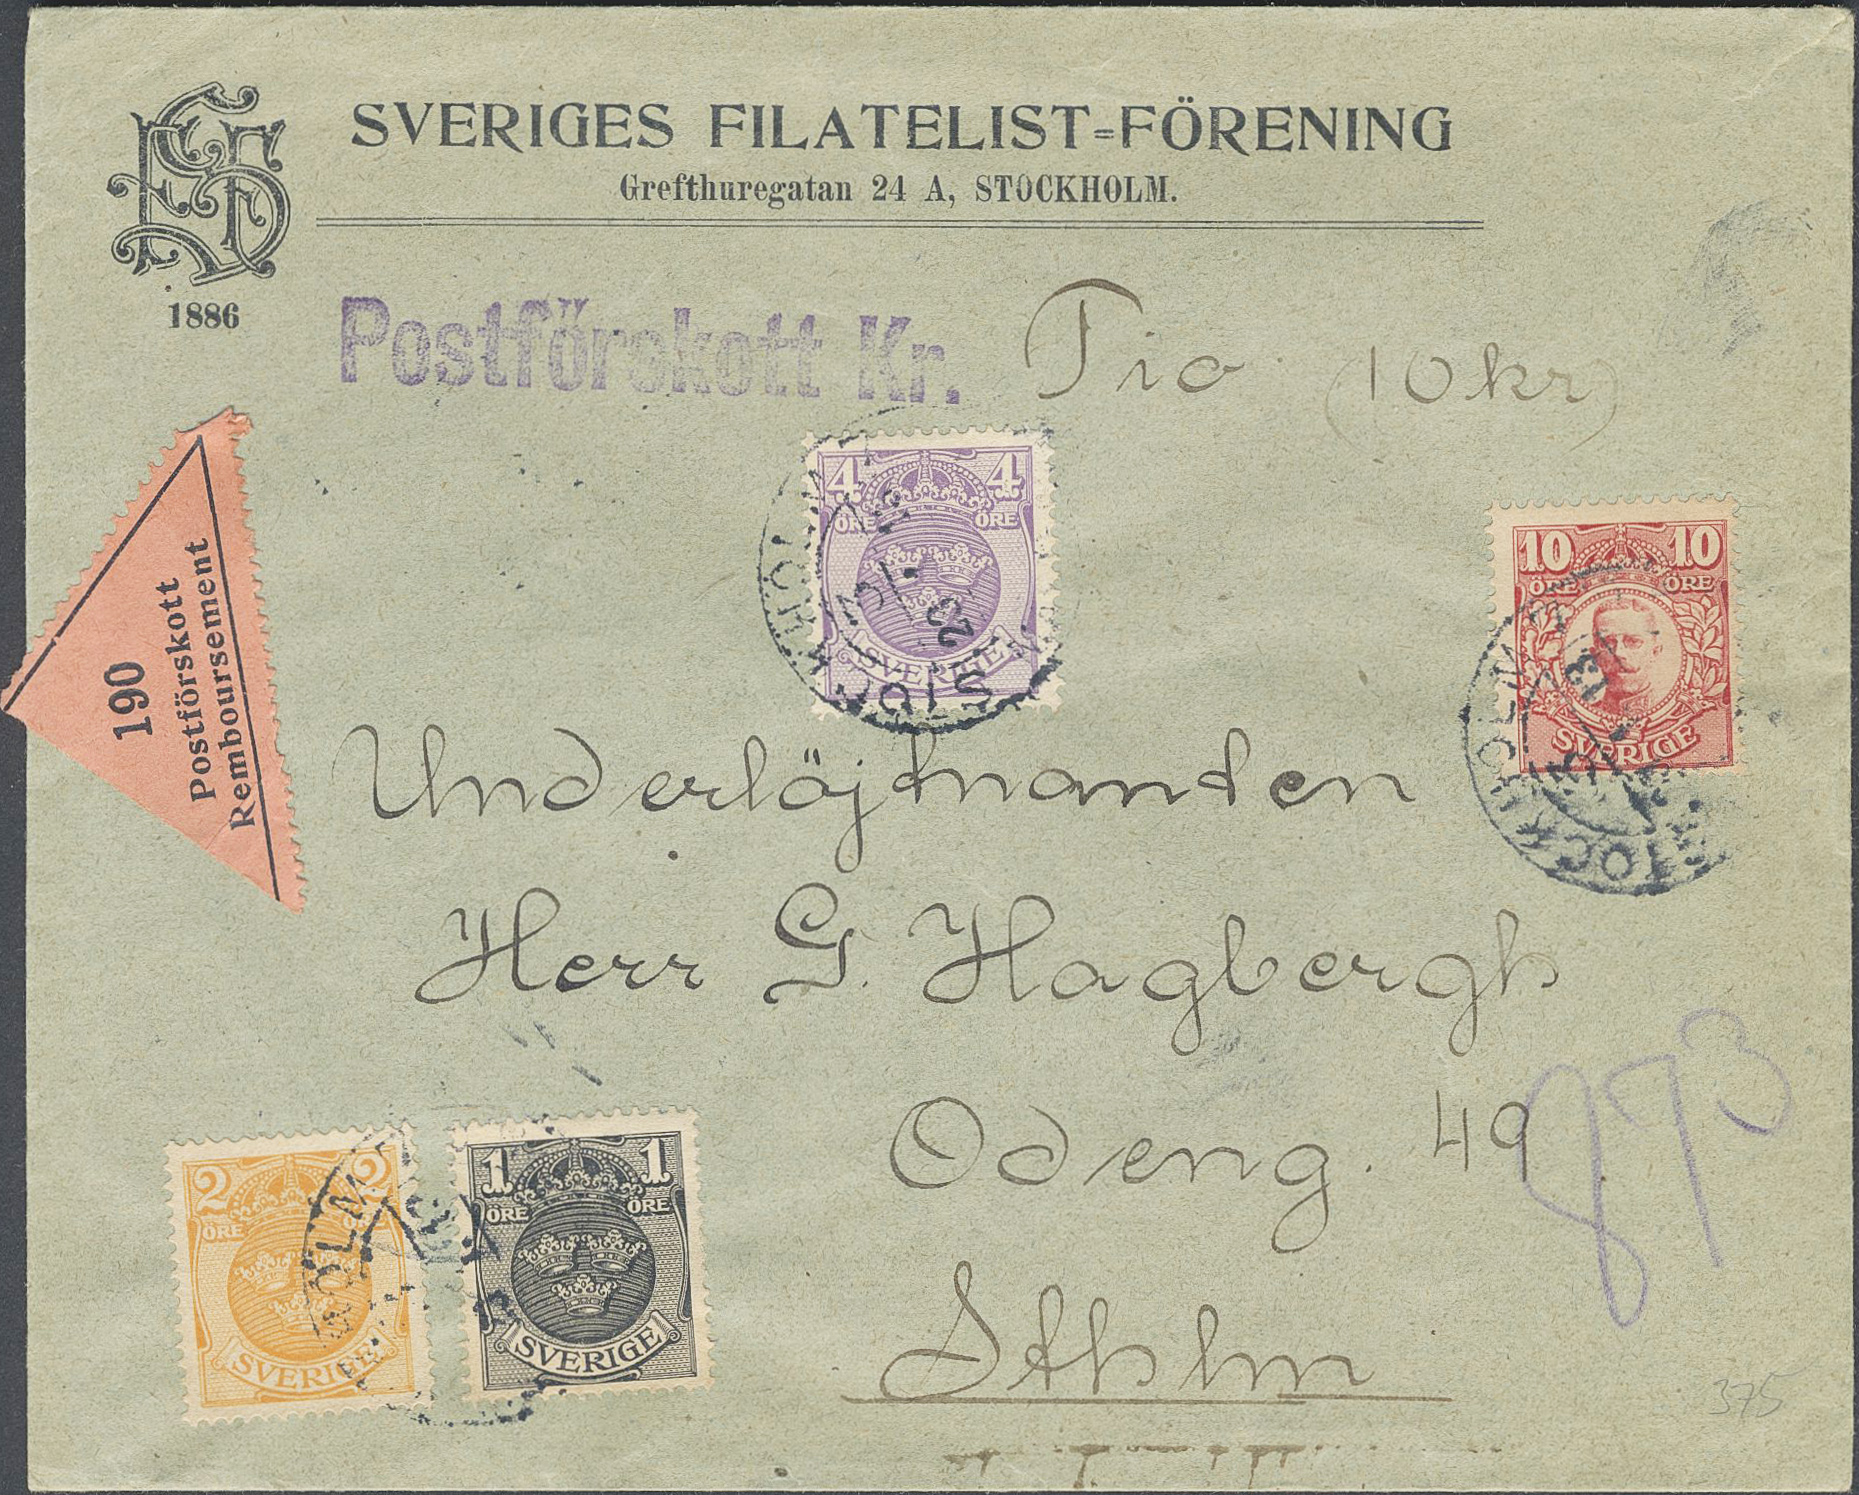 SVERIGES FILATELIST=FÖRENING
Grefthuregatan 24 A, STOCKHOLM.
1886
Postförskott Kr. Tio (10 kr)
190
Postförskott
Remboursement
4 4
ÖRE ÖRE
SVERIGE
10 10
ÖRE ÖRE
SVERIGE
STOCKHOLM
Underlöjtnanten
Herr G. Hagbergh
Odeng. 49
Sthlm
2 2
ÖRE
SVERIGE
1 1
ÖRE ÖRE
SVERIGE
375